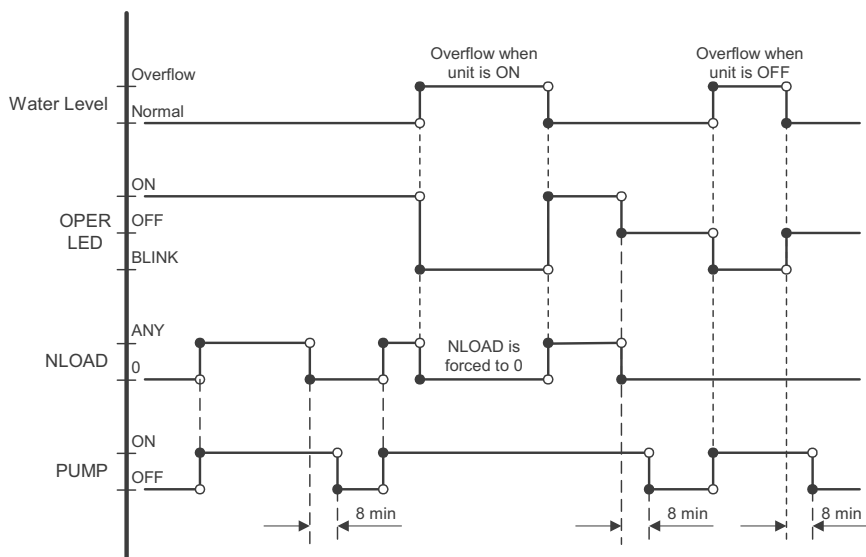 Overflow when
unit is ON
Overflow when
unit is OFF
Water Level
Overflow
Normal
OPER
LED
ON
OFF
BLINK
NLOAD
ANY
0
NLOAD is
forced to 0
PUMP
ON
OFF
8 min
8 min
8 min